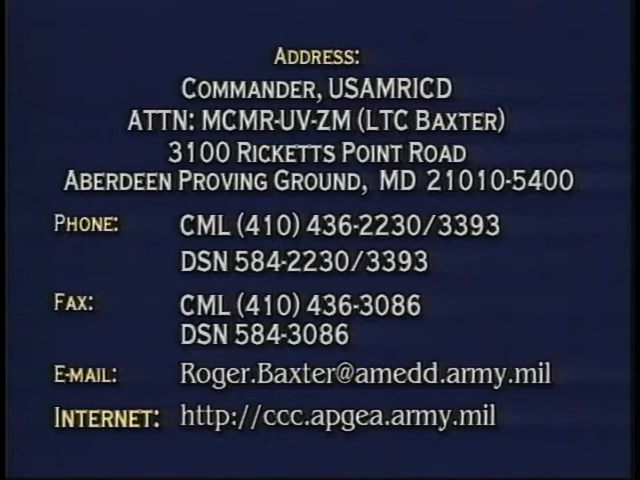 Address:
Commander, USAMRICD
ATTN: MCMR-UV-ZM (LTC Baxter)
3100 Ricketts Point Road
Aberdeen Proving Ground, MD 21010-5400
Phone: CML (410) 436-2230/3393
DSN 584-2230/3393
Fax: CML (410) 436-3086
DSN 584-3086
E-mail: Roger.Baxter@amedd.army.mil
Internet: http://ccc.apgea.army.mil